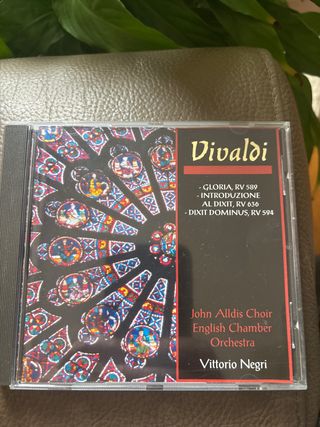 Vivaldi
- GLORIA, RV 589
- INTRODUZIONE
AL DIXIT, RV 636
- DIXIT DOMINUS, RV 594
John Alldis Choir
English Chamber
Orchestra
Vittorio Negri